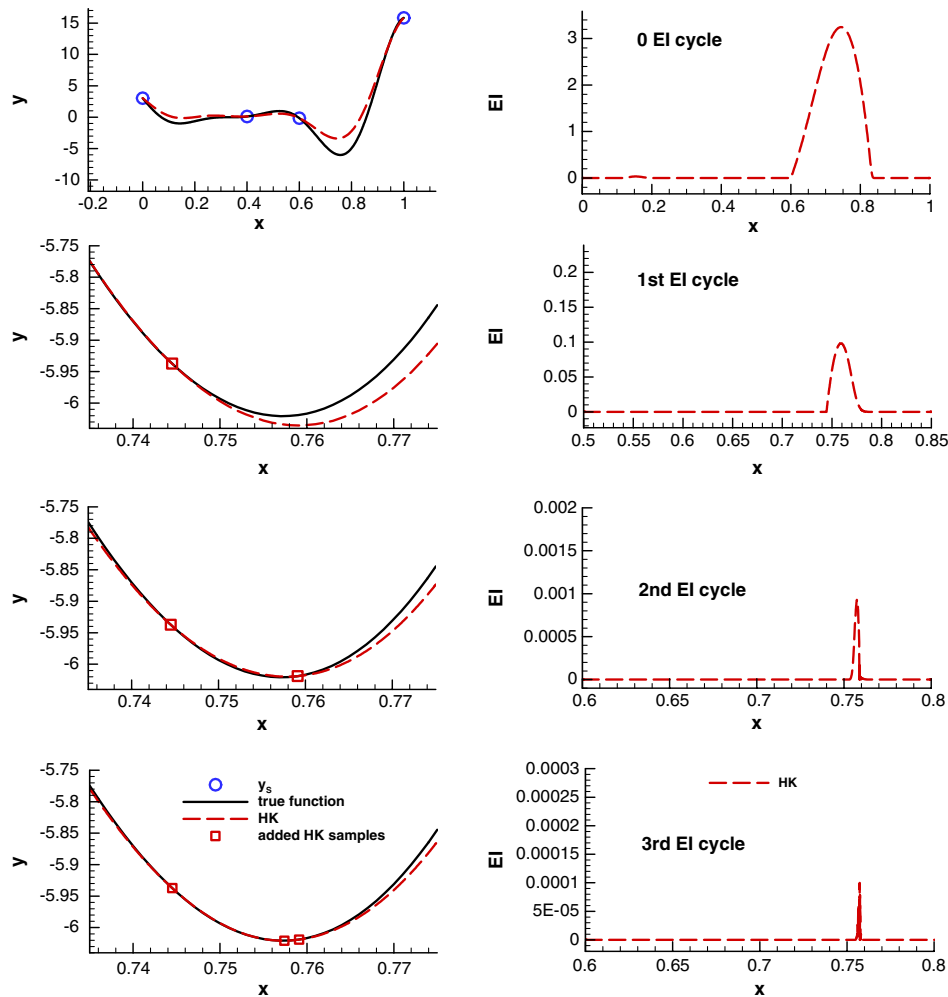 15
10
5
0
-5
-10
y
-0.2 0 0.2 0.4 0.6 0.8 1
x
3
2
1
0
EI
0 EI cycle
0 0.2 0.4 0.6 0.8 1
x
-5.75
-5.8
-5.85
-5.9
-5.95
-6
y
0.74 0.75 0.76 0.77
x
0.2
0.15
0.1
0.05
0
EI
1st EI cycle
0.5 0.55 0.6 0.65 0.7 0.75 0.8 0.85
x
-5.75
-5.8
-5.85
-5.9
-5.95
-6
y
0.74 0.75 0.76 0.77
x
0.002
0.0015
0.001
0.0005
0
EI
2nd EI cycle
0.6 0.65 0.7 0.75 0.8
x
-5.75
-5.8
-5.85
-5.9
-5.95
-6
y
yₛ
true function
HK
added HK samples
0.74 0.75 0.76 0.77
x
0.0003
0.00025
0.0002
0.00015
0.0001
5E-05
0
EI
HK
3rd EI cycle
0.6 0.65 0.7 0.75 0.8
x